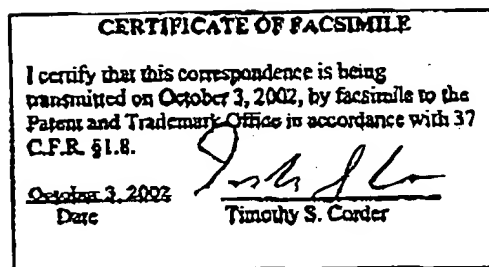 CERTIFICATE OF FACSIMILE
I certify that this correspondence is being
transmitted on October 3, 2002, by facsimile to the
Patent and Trademark Office in accordance with 37
C.F.R. §1.8.
October 3, 2002
Date Timothy S. Corder